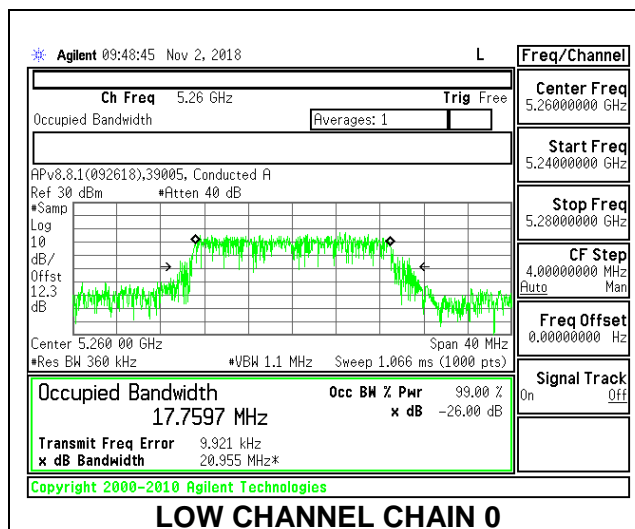 Agilent 09:48:45 Nov 2, 2018 L
Freq/Channel
Ch Freq 5.26 GHz Trig Free
Occupied Bandwidth Averages: 1
Center Freq
5.26000000 GHz
Start Freq
5.24000000 GHz
Stop Freq
5.28000000 GHz
CF Step
4.00000000 MHz
Auto Man
Freq Offset
0.00000000 Hz
Signal Track
On Off
APv8.8.1(092618),39005, Conducted A
Ref 30 dBm #Atten 40 dB
#Samp
Log
10
dB/
Offst
12.3
dB
Center 5.260 00 GHz Span 40 MHz
#Res BW 360 kHz #VBW 1.1 MHz Sweep 1.066 ms (1000 pts)
Occupied Bandwidth Occ BW % Pwr 99.00 %
17.7597 MHz x dB -26.00 dB
Transmit Freq Error 9.921 kHz
x dB Bandwidth 20.955 MHz*
Copyright 2000-2010 Agilent Technologies
LOW CHANNEL CHAIN 0